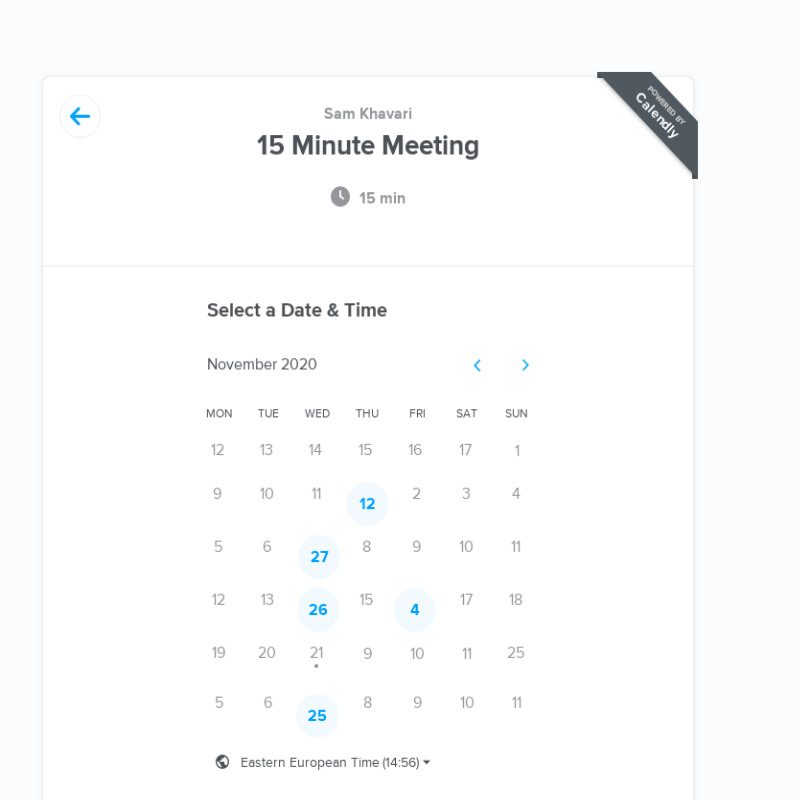 POWERED BY
Calendly
Sam Khavari
15 Minute Meeting
15 min
Select a Date & Time
November 2020
MON TUE WED THU FRI SAT SUN
12 13 14 15 16 17 1
9 10 11 12 2 3 4
5 6 27 8 9 10 11
12 13 26 15 4 17 18
19 20 21 9 10 11 25
5 6 25 8 9 10 11
Eastern European Time (14:56)